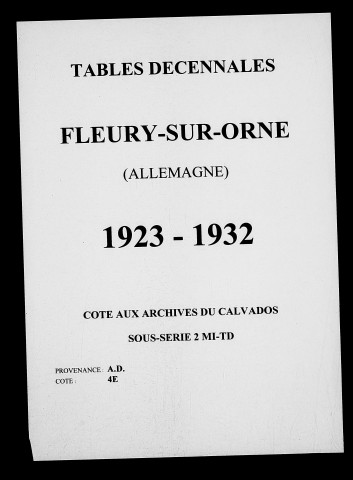 TABLES DECENNALES
FLEURY-SUR-ORNE
(ALLEMAGNE)
1923 - 1932
COTE AUX ARCHIVES DU CALVADOS
SOUS-SERIE 2 MI-TD
PROVENANCE : A.D.
COTE : 4E